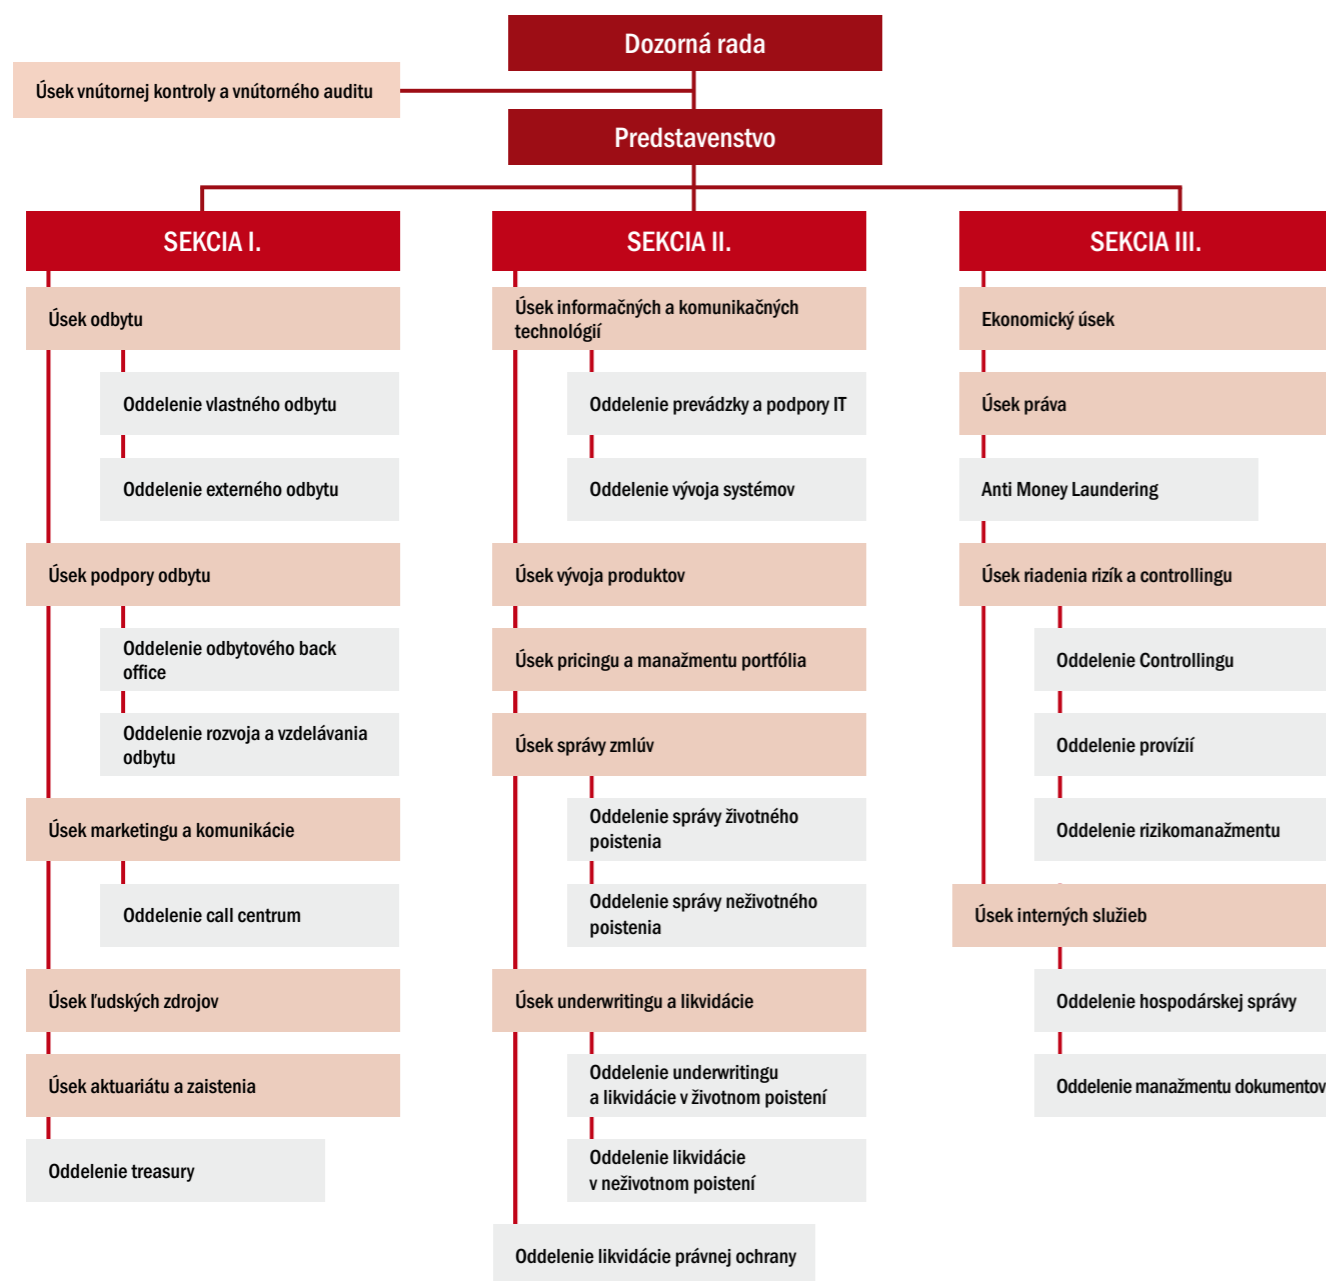 Dozorná rada
Úsek vnútornej kontroly a vnútorného auditu
Predstavenstvo
SEKCIA I.
Úsek odbytu
Oddelenie vlastného odbytu
Oddelenie externého odbytu
Úsek podpory odbytu
Oddelenie odbytového back
office
Oddelenie rozvoja a vzdelávania
odbytu
Úsek marketingu a komunikácie
Oddelenie call centrum
Úsek ľudských zdrojov
Úsek aktuariátu a zaistenia
Oddelenie treasury
SEKCIA II.
Úsek informačných a komunikačných
technológií
Oddelenie prevádzky a podpory IT
Oddelenie vývoja systémov
Úsek vývoja produktov
Úsek pricingu a manažmentu portfólia
Úsek správy zmlúv
Oddelenie správy životného
poistenia
Oddelenie správy neživotného
poistenia
Úsek underwritingu a likvidácie
Oddelenie underwritingu
a likvidácie v životnom poistení
Oddelenie likvidácie
v neživotnom poistení
Oddelenie likvidácie právnej ochrany
SEKCIA III.
Ekonomický úsek
Úsek práva
Anti Money Laundering
Úsek riadenia rizík a controllingu
Oddelenie Controllingu
Oddelenie provízií
Oddelenie rizikomanažmentu
Úsek interných služieb
Oddelenie hospodárskej správy
Oddelenie manažmentu dokumentov